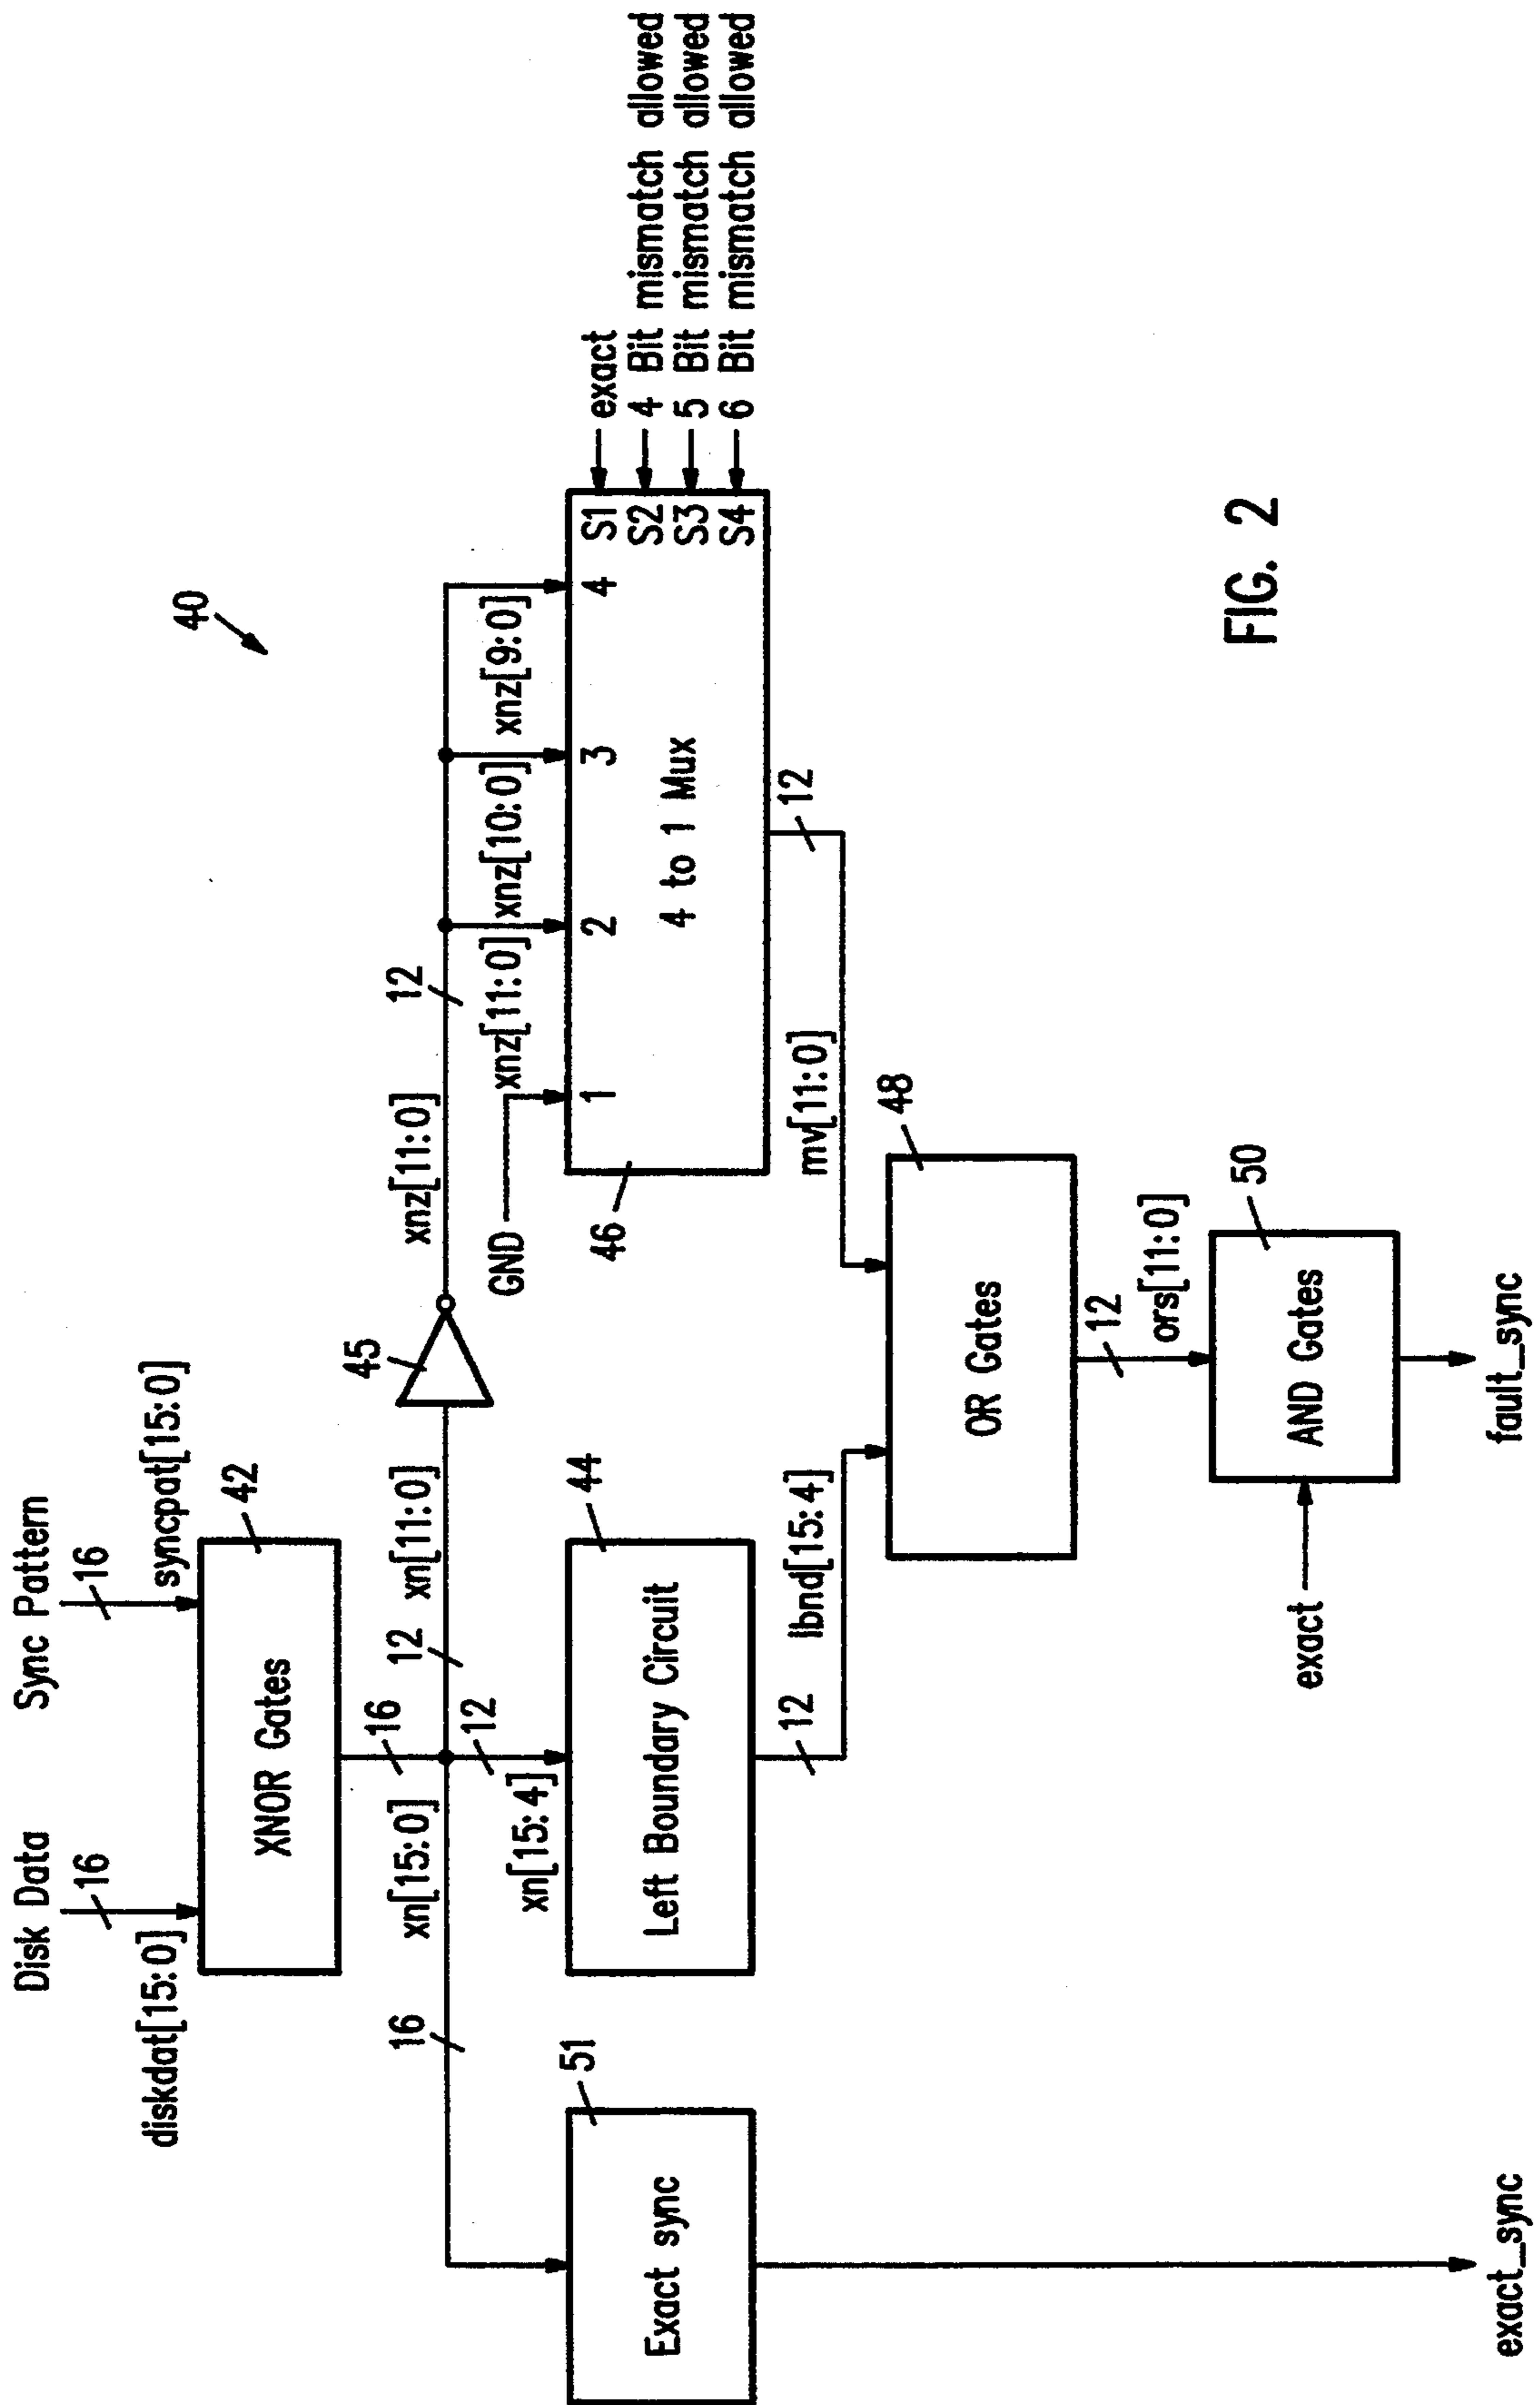 40
Disk Data
Sync Pattern
16
16
diskdat[15:0]
syncpat[15:0]
XNOR Gates
42
16
xn[15:0]
16
12
xn[11:0]
45
xnz[11:0]
12
12
xn[15:4]
GND
xnz[11:0]
xnz[10:0]
xnz[9:0]
51
Exact sync
44
Left Boundary Circuit
46
1
2
3
4
4 to 1 Mux
S1
S2
S3
S4
exact
4 Bit mismatch allowed
5 Bit mismatch allowed
6 Bit mismatch allowed
12
lbnd[15:4]
12
mv[11:0]
48
OR Gates
12
ors[11:0]
exact
50
AND Gates
exact_sync
fault_sync
FIG. 2